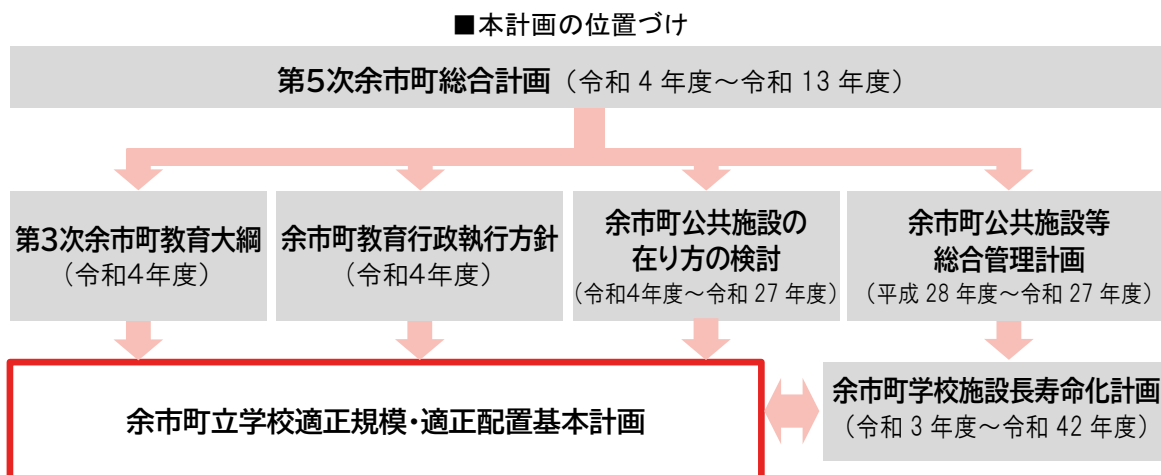 ■本計画の位置づけ
第5次余市町総合計画（令和 4 年度～令和 13 年度）
第3次余市町教育大綱
（令和4年度）
余市町教育行政執行方針
（令和4年度）
余市町公共施設の
在り方の検討
（令和4年度～令和 27 年度）
余市町公共施設等
総合管理計画
（平成 28 年度～令和 27 年度）
余市町立学校適正規模・適正配置基本計画
余市町学校施設長寿命化計画
（令和 3 年度～令和 42 年度）